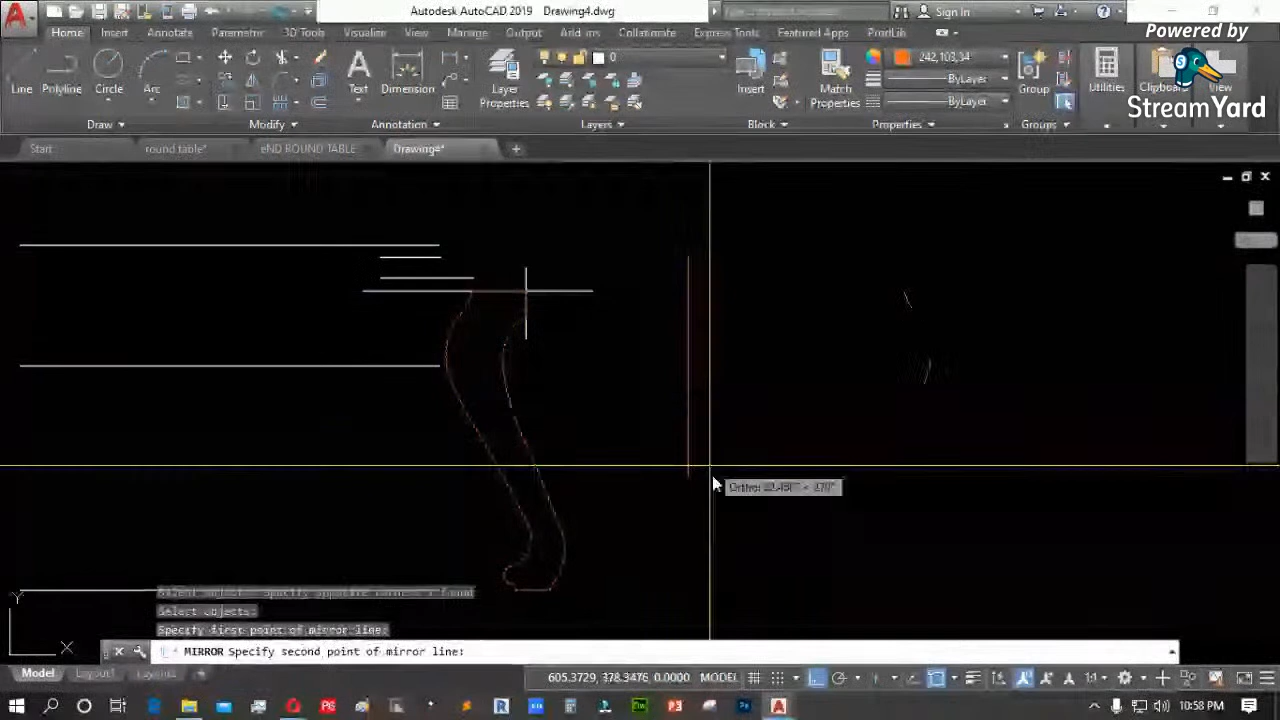 Autodesk AutoCAD 2019 Drawing4.dwg
Sign In
Powered by
StreamYard
Home Insert Annotate Parametric 3D Tools Visualize View Manage Output Add-ins Collaborate Express Tools Featured Apps
0
242,103,34
Line Polyline Circle Arc
Text Dimension
Layer Properties
Insert
Match Properties
ByLayer
ByLayer
Group
Utilities
Clipboard
View
Draw Modify Annotation Layers Block Properties Groups
Start round table* eND ROUND TABLE Drawing4*
Select objects:
Specify first point of mirror line:
MIRROR Specify second point of mirror line:
Y
X
Model
605.3729, 378.3476, 0.0000 MODEL
1:1
10:58 PM